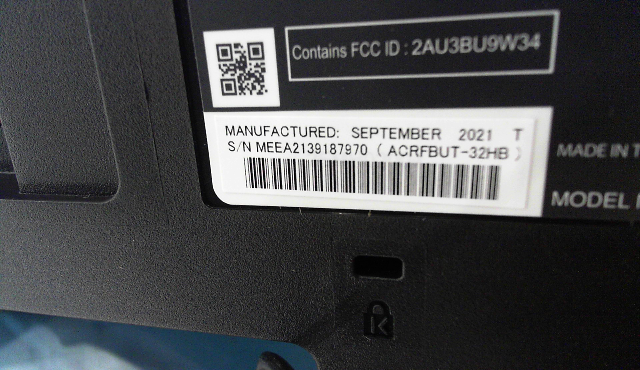 Contains FCC ID : 2AU3BU9W34
MANUFACTURED: SEPTEMBER 2021 T
S/N MEEA2139187970 ( ACRFBUT-32HB )
MADE IN T
MODEL
K